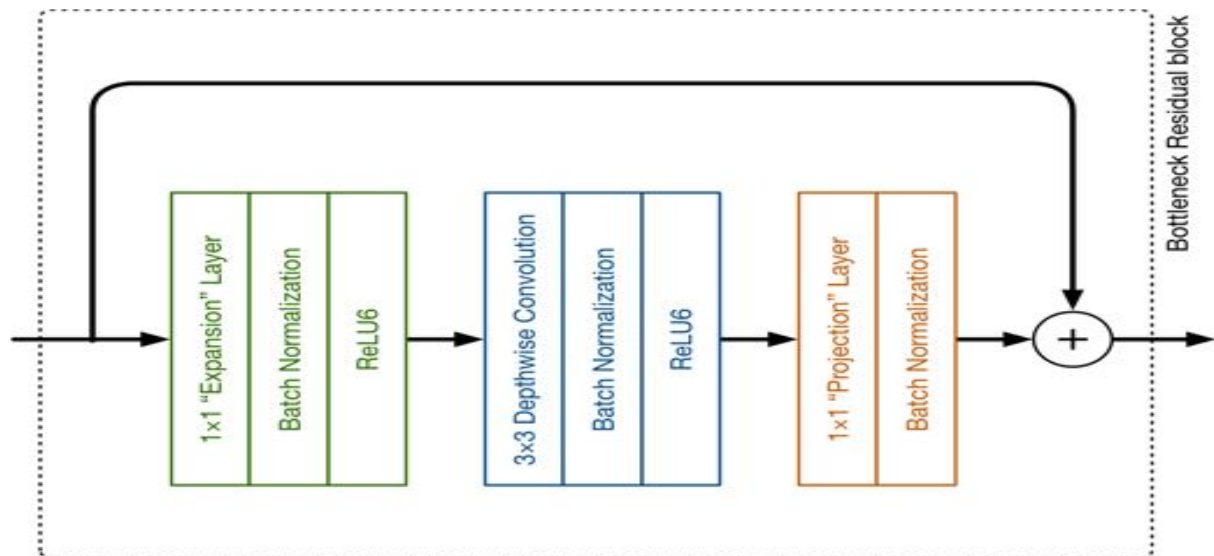 1×1 “Expansion” Layer
Batch Normalization
ReLU6
3×3 Depthwise Convolution
Batch Normalization
ReLU6
1×1 “Projection” Layer
Batch Normalization
+
Bottleneck Residual block